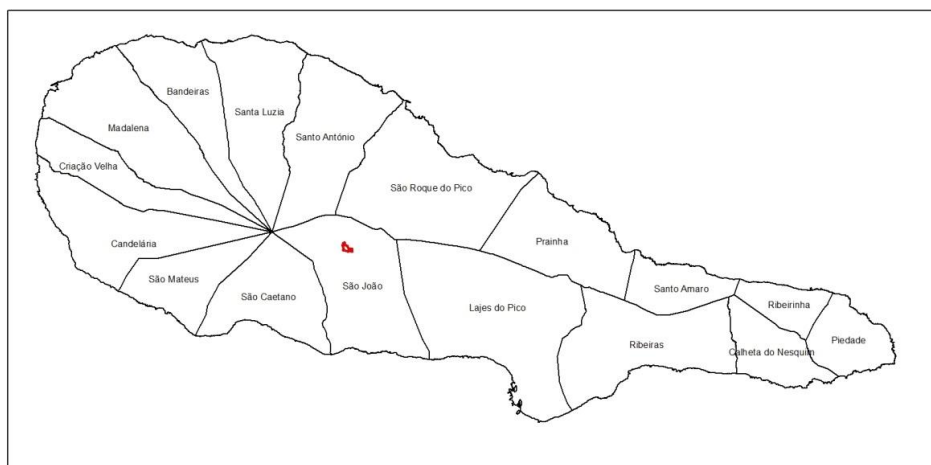 Bandeiras
Santa Luzia
Madalena
Santo António
Criação Velha
São Roque do Pico
Candelária
Prainha
São Mateus
São João
Santo Amaro
São Caetano
Lajes do Pico
Ribeirinha
Ribeiras
Piedade
Calheta do Nesquim